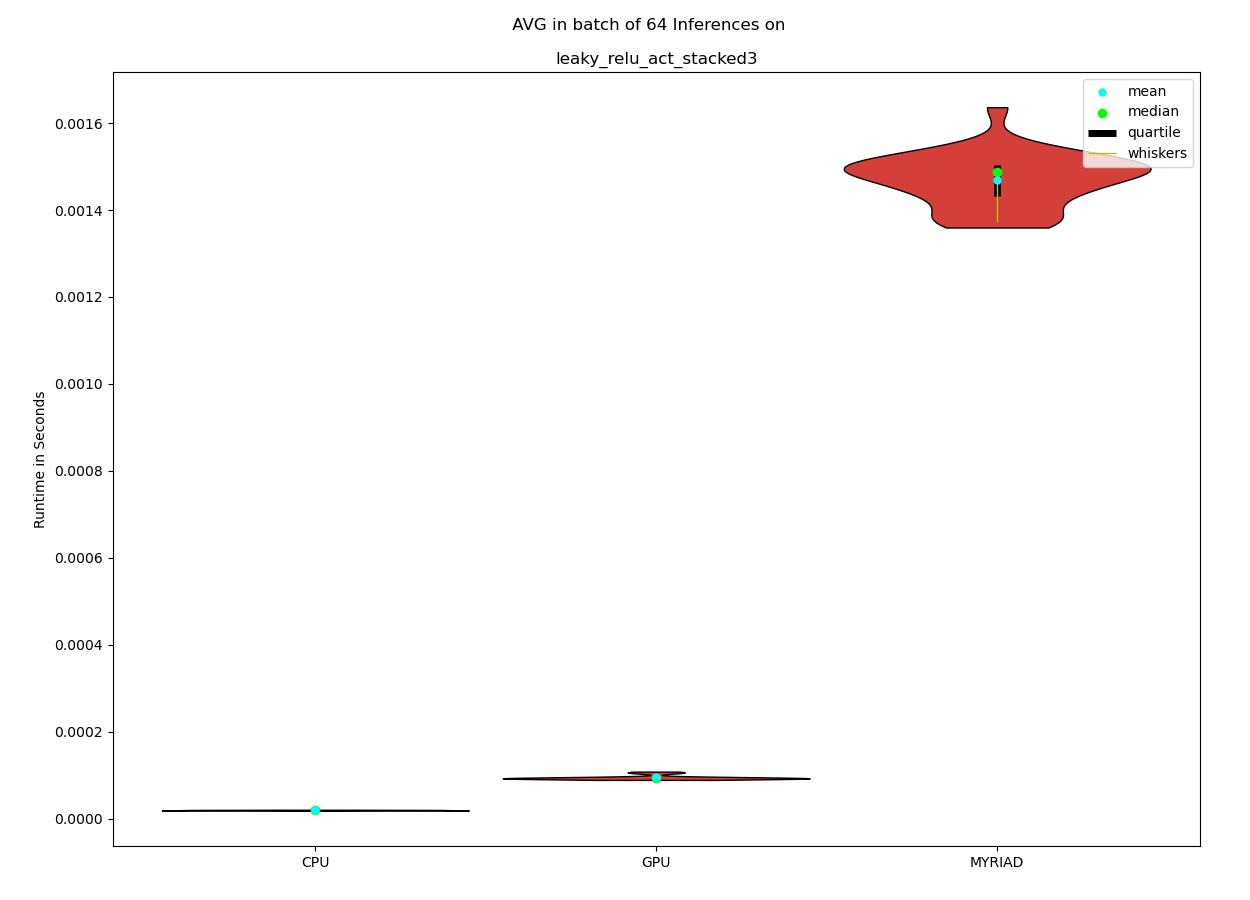 AVG in batch of 64 Inferences on
leaky_relu_act_stacked3
mean
median
quartile
whiskers
0.0016
0.0014
0.0012
0.0010
0.0008
0.0006
0.0004
0.0002
0.0000
Runtime in Seconds
CPU GPU MYRIAD